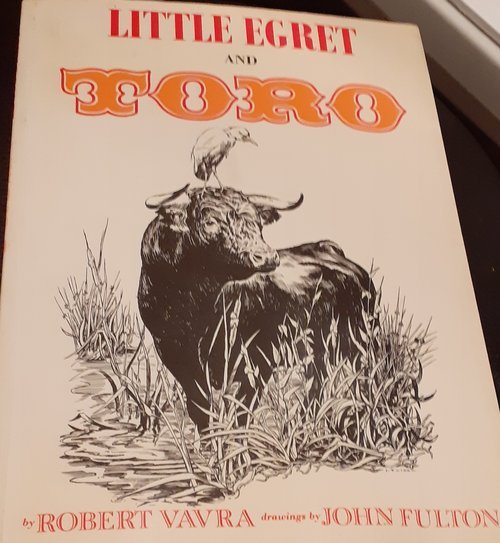 LITTLE EGRET
AND
TORO
by ROBERT VAVRA drawings by JOHN FULTON